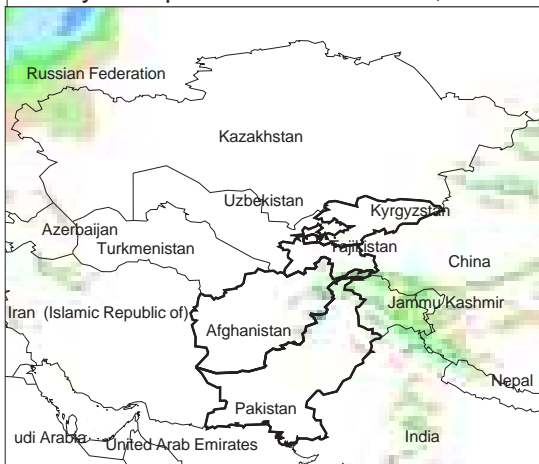 Russian Federation
Kazakhstan
Uzbekistan
Kyrgyzstan
Azerbaijan
Turkmenistan
Tajikistan
China
Iran (Islamic Republic of)
Jammu/Kashmir
Afghanistan
Nepal
Pakistan
udi Arabia
United Arab Emirates
India